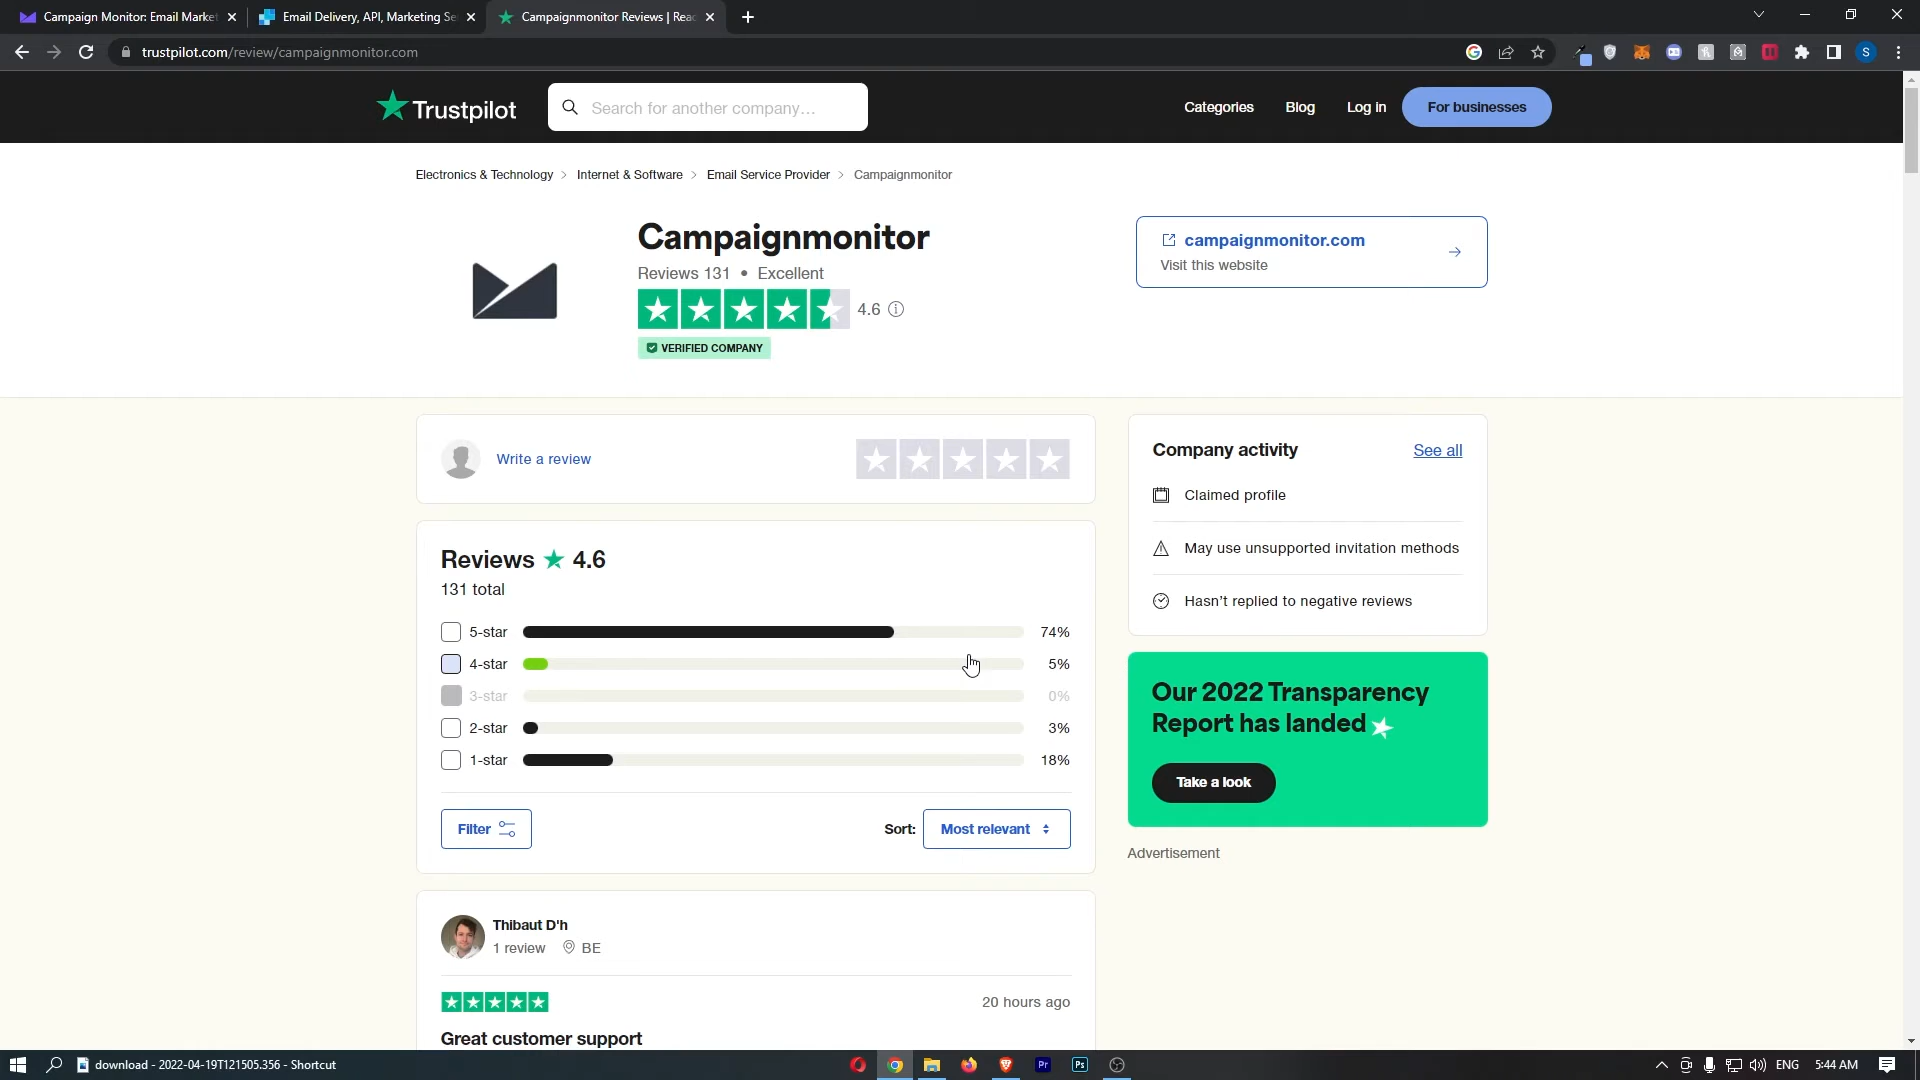 Campaign Monitor: Email Market
Email Delivery, API, Marketing Se
Campaignmonitor Reviews | Read
trustpilot.com/review/campaignmonitor.com
Trustpilot
Search for another company…
Categories
Blog
Log in
For businesses
Electronics & Technology > Internet & Software > Email Service Provider > Campaignmonitor
Campaignmonitor
Reviews 131 • Excellent
4.6
VERIFIED COMPANY
campaignmonitor.com
Visit this website
Write a review
Reviews ★ 4.6
131 total
5-star 74%
4-star 5%
3-star 0%
2-star 3%
1-star 18%
Filter
Sort: Most relevant
Company activity
See all
Claimed profile
May use unsupported invitation methods
Hasn't replied to negative reviews
Our 2022 Transparency
Report has landed
Take a look
Advertisement
Thibaut D'h
1 review BE
20 hours ago
Great customer support
download - 2022-04-19T121505.356 - Shortcut
Pr
Ps
ENG
5:44 AM